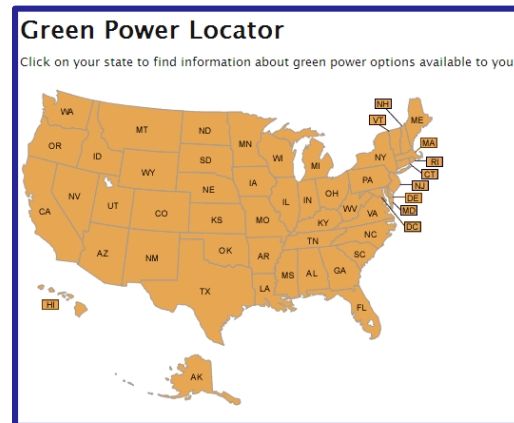 Green Power Locator
Click on your state to find information about green power options available to you
WA
OR
CA
NV
ID
MT
WY
UT
AZ
CO
NM
ND
SD
NE
KS
OK
TX
MN
IA
MO
AR
LA
WI
IL
MI
IN
OH
KY
TN
MS
AL
GA
FL
SC
NC
VA
WV
PA
NY
VT
NH
ME
MA
RI
CT
NJ
DE
MD
DC
HI
AK